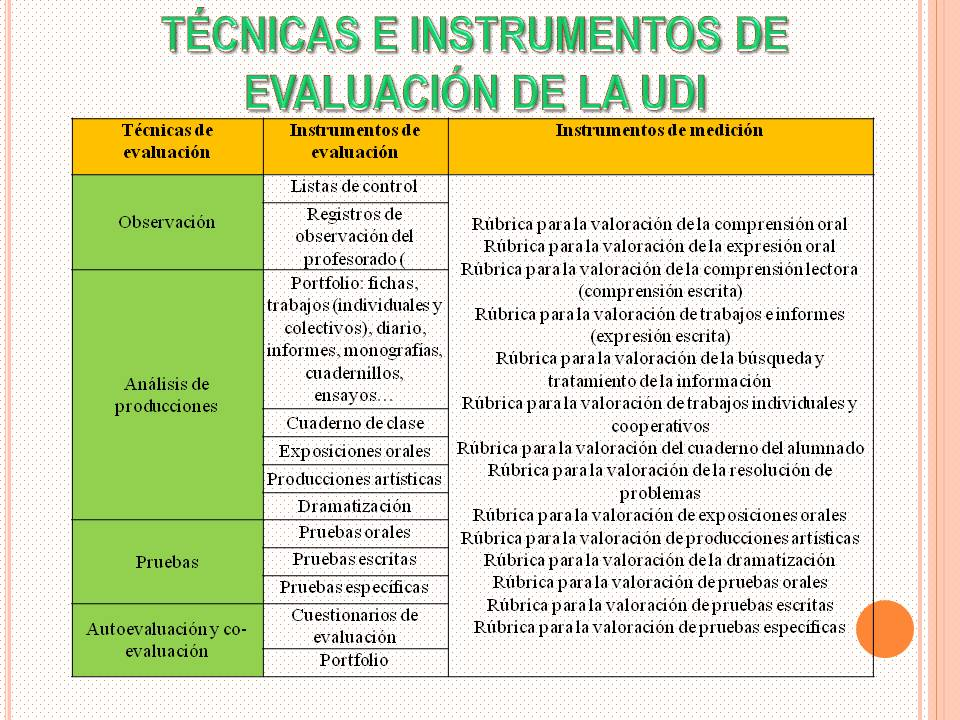 TÉCNICAS E INSTRUMENTOS DE
EVALUACIÓN DE LA UDI
Técnicas de
evaluación
Instrumentos de
evaluación
Instrumentos de medición
Observación
Listas de control
Registros de
observación del
profesorado (
Análisis de
producciones
Portfolio: fichas,
trabajos (individuales y
colectivos), diario,
informes, monografías,
cuadernillos,
ensayos…
Cuaderno de clase
Exposiciones orales
Producciones artísticas
Dramatización
Pruebas
Pruebas orales
Pruebas escritas
Pruebas específicas
Autoevaluación y co-
evaluación
Cuestionarios de
evaluación
Portfolio
Rúbrica para la valoración de la comprensión oral
Rúbrica para la valoración de la expresión oral
Rúbrica para la valoración de la comprensión lectora
(comprensión escrita)
Rúbrica para la valoración de trabajos e informes
(expresión escrita)
Rúbrica para la valoración de la búsqueda y
tratamiento de la información
Rúbrica para la valoración de trabajos individuales y
cooperativos
Rúbrica para la valoración del cuaderno del alumnado
Rúbrica para la valoración de la resolución de
problemas
Rúbrica para la valoración de exposiciones orales
Rúbrica para la valoración de producciones artísticas
Rúbrica para la valoración de la dramatización
Rúbrica para la valoración de pruebas orales
Rúbrica para la valoración de pruebas escritas
Rúbrica para la valoración de pruebas específicas